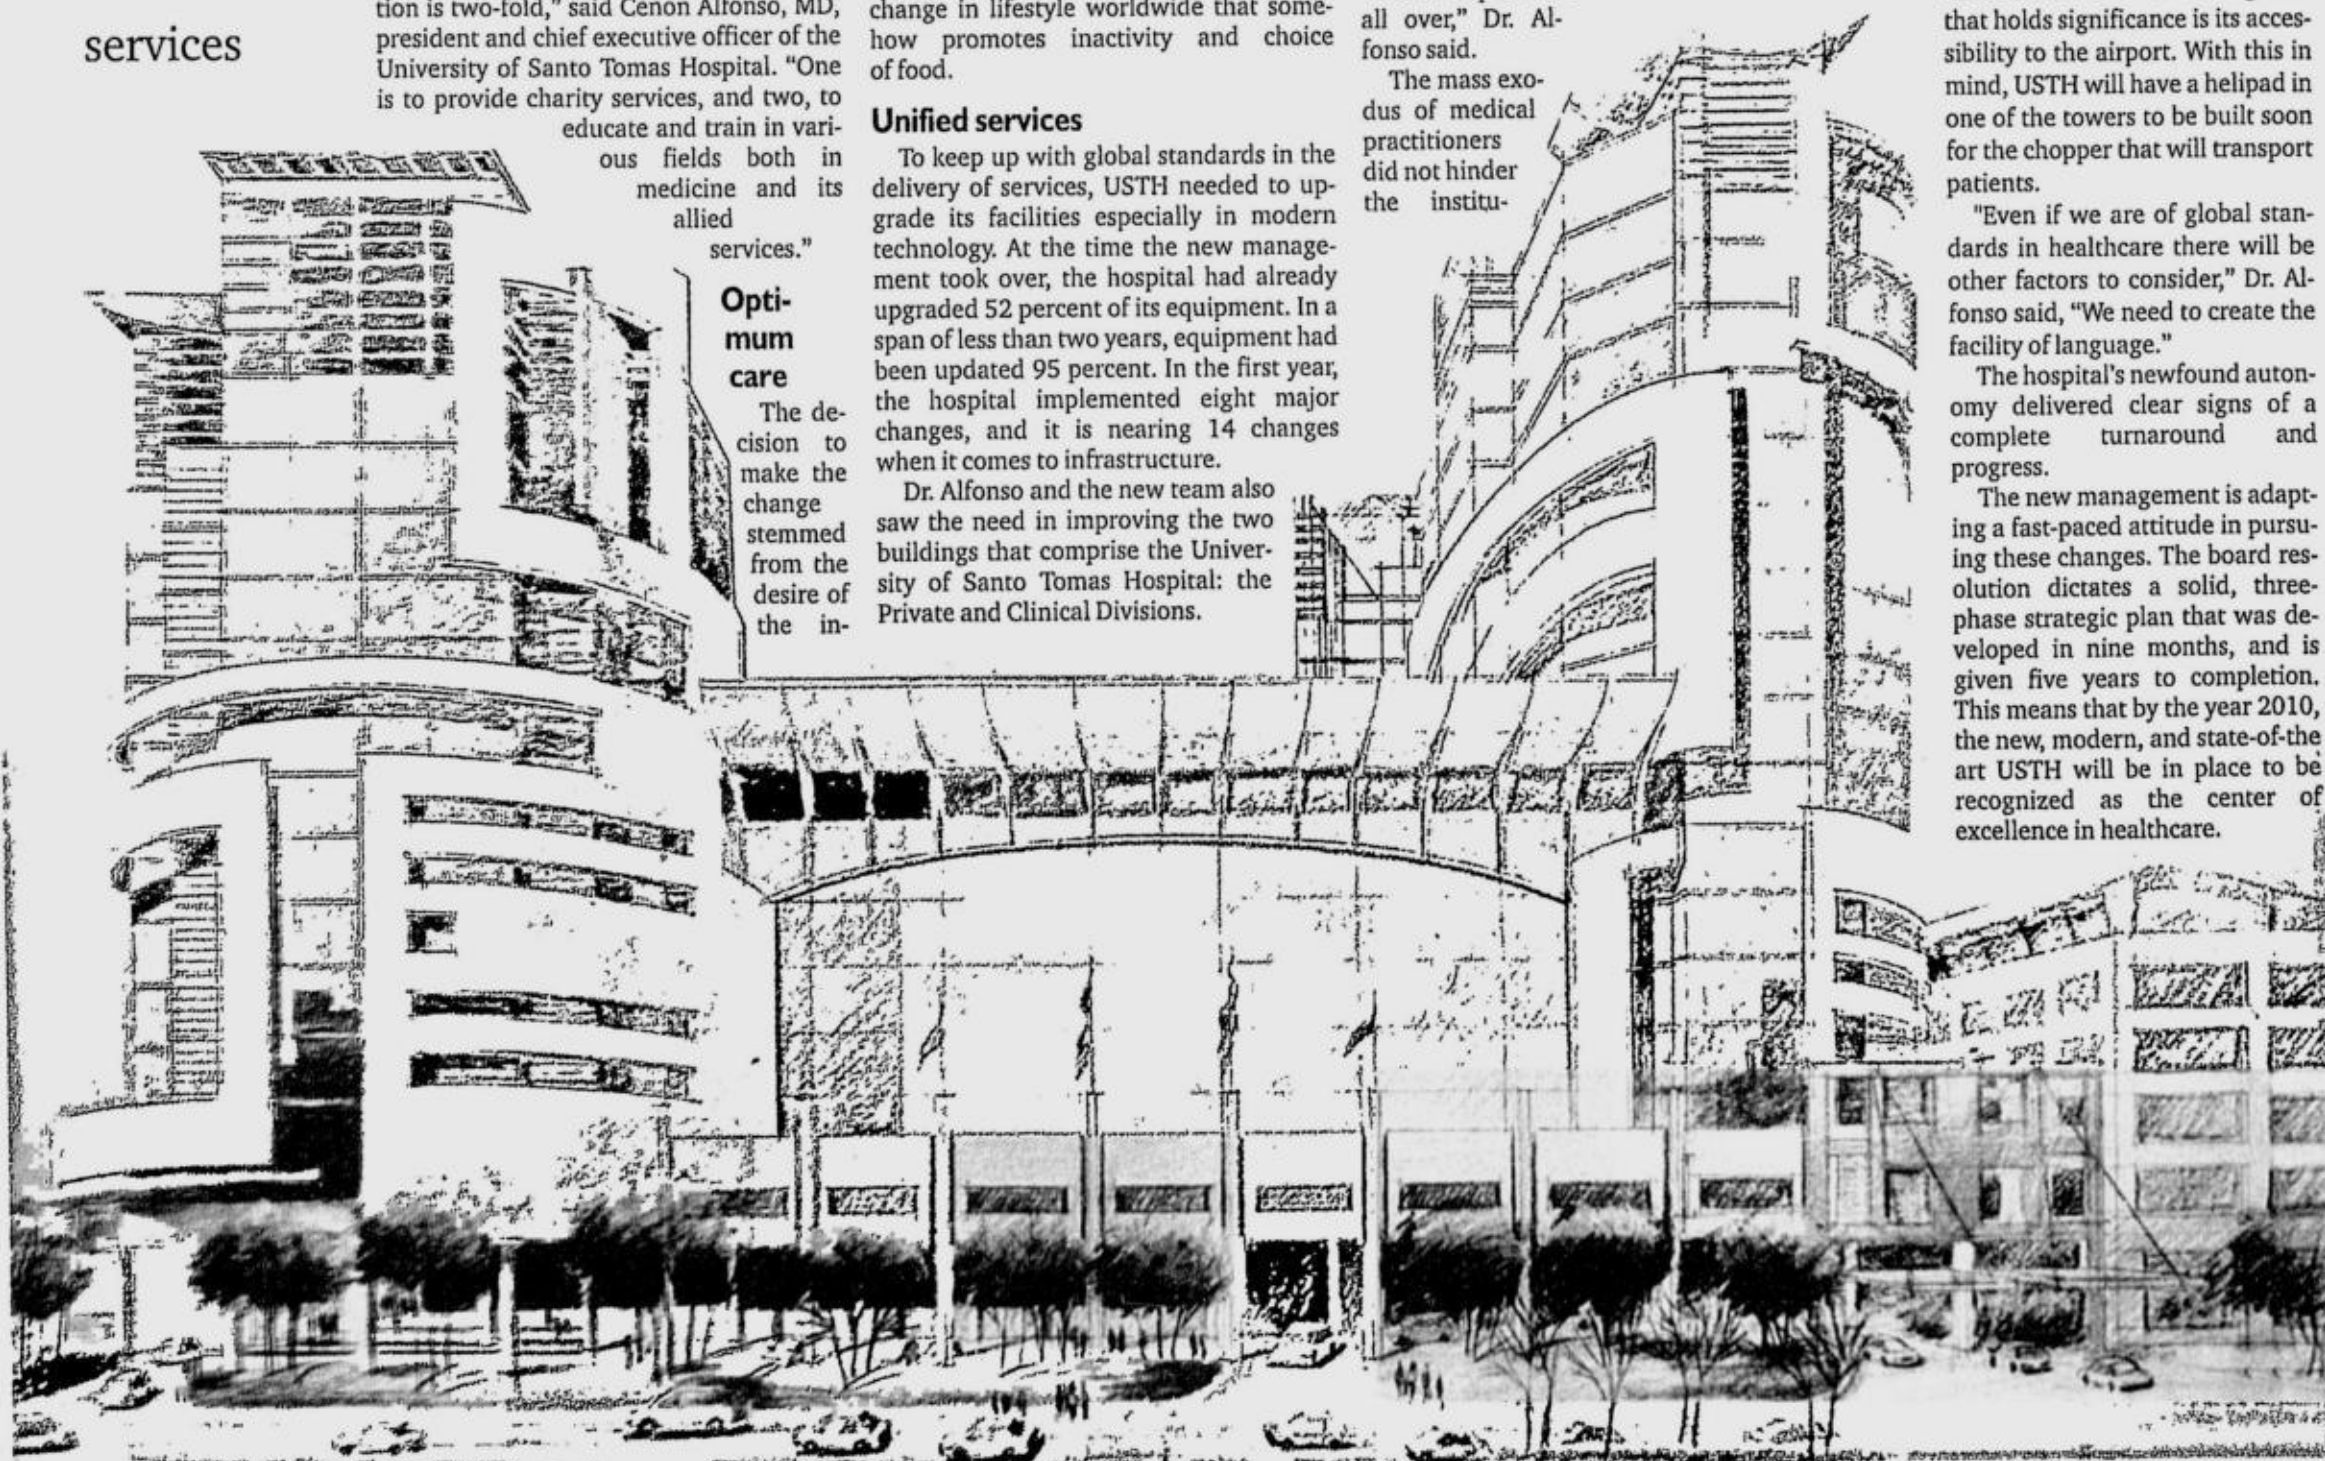 services
tion is two-fold," said Cenon Alfonso, MD,
president and chief executive officer of the
University of Santo Tomas Hospital. "One
is to provide charity services, and two, to
educate and train in vari-
ous fields both in
medicine and its
allied
services."
Opti-
mum
care
The de-
cision to
make the
change
stemmed
from the
desire of
the in-
change in lifestyle worldwide that some-
how promotes inactivity and choice
of food.
Unified services
To keep up with global standards in the
delivery of services, USTH needed to up-
grade its facilities especially in modern
technology. At the time the new manage-
ment took over, the hospital had already
upgraded 52 percent of its equipment. In a
span of less than two years, equipment had
been updated 95 percent. In the first year,
the hospital implemented eight major
changes, and it is nearing 14 changes
when it comes to infrastructure.
Dr. Alfonso and the new team also
saw the need in improving the two
buildings that comprise the Univer-
sity of Santo Tomas Hospital: the
Private and Clinical Divisions.
all over," Dr. Al-
fonso said.
The mass exo-
dus of medical
practitioners
did not hinder
the institu-
that holds significance is its acces-
sibility to the airport. With this in
mind, USTH will have a helipad in
one of the towers to be built soon
for the chopper that will transport
patients.
"Even if we are of global stan-
dards in healthcare there will be
other factors to consider," Dr. Al-
fonso said, "We need to create the
facility of language."
The hospital's newfound auton-
omy delivered clear signs of a
complete turnaround and
progress.
The new management is adapt-
ing a fast-paced attitude in pursu-
ing these changes. The board res-
olution dictates a solid, three-
phase strategic plan that was de-
veloped in nine months, and is
given five years to completion.
This means that by the year 2010,
the new, modern, and state-of-the
art USTH will be in place to be
recognized as the center of
excellence in healthcare.